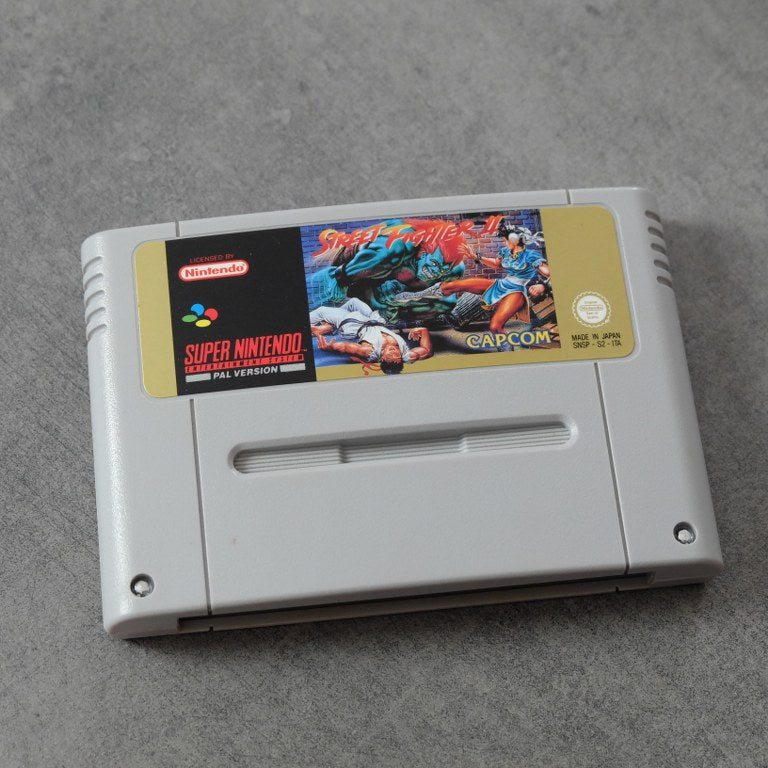 STREET FIGHTER II
LICENSED BY
Nintendo
SUPER NINTENDO
ENTERTAINMENT SYSTEM
PAL VERSION
CAPCOM
Nintendo
MADE IN JAPAN
SNSP - S2 - ITA